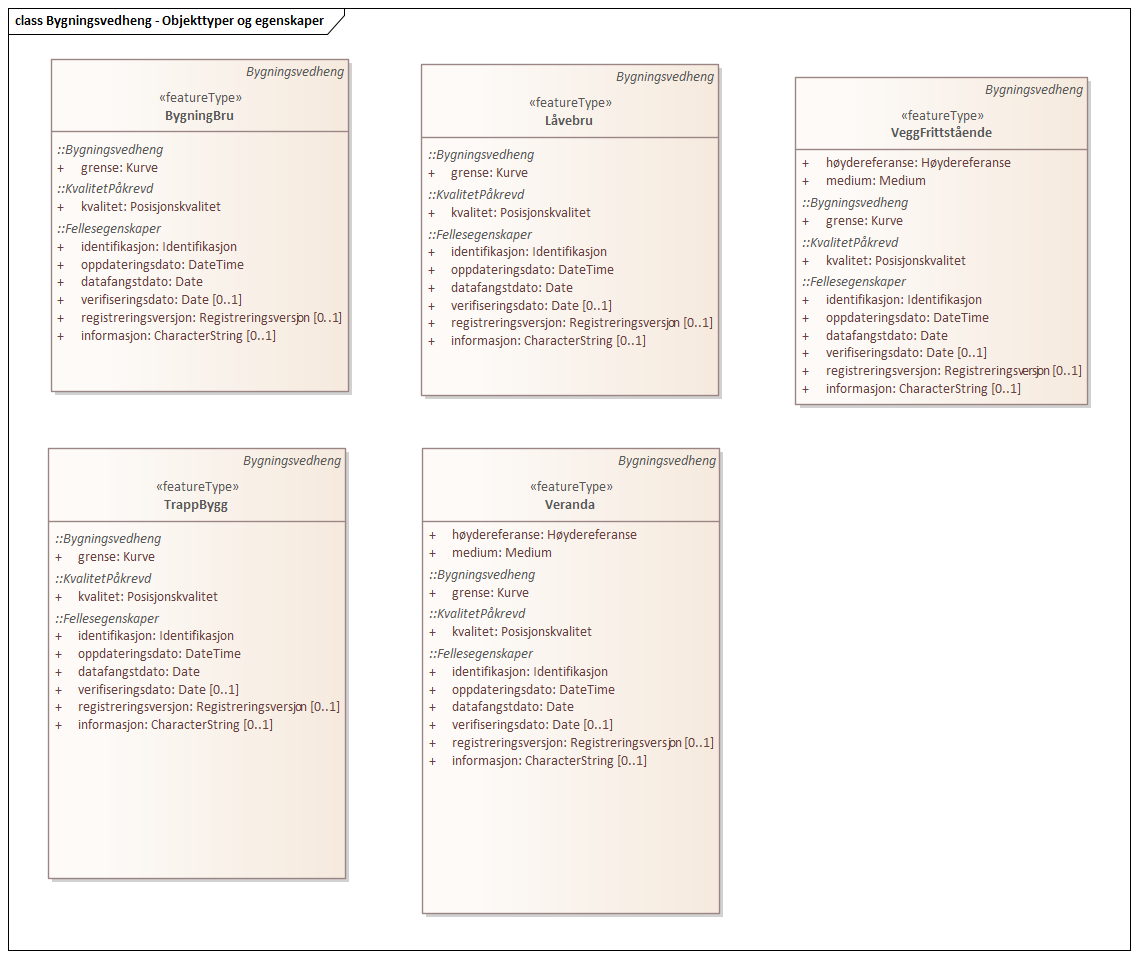 class Bygningsvedheng - Objekttyper og egenskaper
Bygningsvedheng
«featureType»
BygningBru
::Bygningsvedheng
+ grense: Kurve
::KvalitetPåkrevd
+ kvalitet: Posisjonskvalitet
::Fellesegenskaper
+ identifikasjon: Identifikasjon
+ oppdateringsdato: DateTime
+ datafangstdato: Date
+ verifiseringsdato: Date [0..1]
+ registreringsversjon: Registreringsversjon [0..1]
+ informasjon: CharacterString [0..1]
Bygningsvedheng
«featureType»
Låvebru
::Bygningsvedheng
+ grense: Kurve
::KvalitetPåkrevd
+ kvalitet: Posisjonskvalitet
::Fellesegenskaper
+ identifikasjon: Identifikasjon
+ oppdateringsdato: DateTime
+ datafangstdato: Date
+ verifiseringsdato: Date [0..1]
+ registreringsversjon: Registreringsversjon [0..1]
+ informasjon: CharacterString [0..1]
Bygningsvedheng
«featureType»
VeggFrittstående
+ høydereferanse: Høydereferanse
+ medium: Medium
::Bygningsvedheng
+ grense: Kurve
::KvalitetPåkrevd
+ kvalitet: Posisjonskvalitet
::Fellesegenskaper
+ identifikasjon: Identifikasjon
+ oppdateringsdato: DateTime
+ datafangstdato: Date
+ verifiseringsdato: Date [0..1]
+ registreringsversjon: Registreringsversjon [0..1]
+ informasjon: CharacterString [0..1]
Bygningsvedheng
«featureType»
TrappBygg
::Bygningsvedheng
+ grense: Kurve
::KvalitetPåkrevd
+ kvalitet: Posisjonskvalitet
::Fellesegenskaper
+ identifikasjon: Identifikasjon
+ oppdateringsdato: DateTime
+ datafangstdato: Date
+ verifiseringsdato: Date [0..1]
+ registreringsversjon: Registreringsversjon [0..1]
+ informasjon: CharacterString [0..1]
Bygningsvedheng
«featureType»
Veranda
+ høydereferanse: Høydereferanse
+ medium: Medium
::Bygningsvedheng
+ grense: Kurve
::KvalitetPåkrevd
+ kvalitet: Posisjonskvalitet
::Fellesegenskaper
+ identifikasjon: Identifikasjon
+ oppdateringsdato: DateTime
+ datafangstdato: Date
+ verifiseringsdato: Date [0..1]
+ registreringsversjon: Registreringsversjon [0..1]
+ informasjon: CharacterString [0..1]